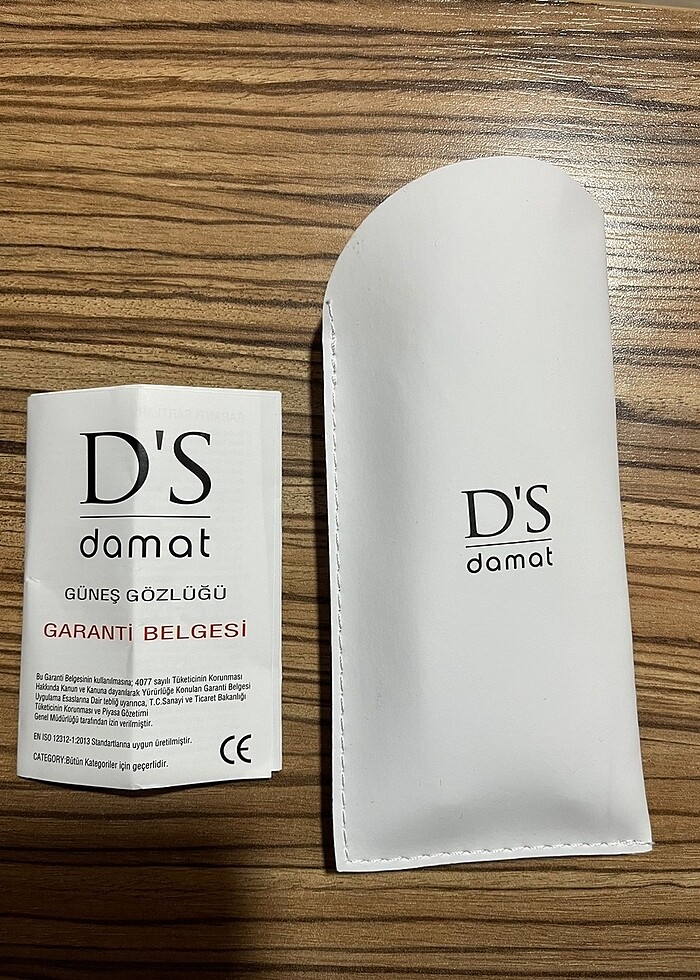 D'S
damat
GÜNEŞ GÖZLÜĞÜ
GARANTİ BELGESİ
Bu Garanti Belgesinin kullanılmasına; 4077 sayılı Tüketicinin Korunması
Hakkında Kanun ve Kanuna dayanılarak Yürürlüğe Konulan Garanti Belgesi
Uygulama Esaslarına Dair tebliğ uyarınca, T.C.Sanayi ve Ticaret Bakanlığı
Tüketicinin Korunması ve Piyasa Gözetimi
Genel Müdürlüğü tarafından izin verilmiştir.
EN ISO 12312-1:2013 Standartlarına uygun üretilmiştir.
CATEGORY:Bütün Kategoriler için geçerlidir.
CE
D'S
damat